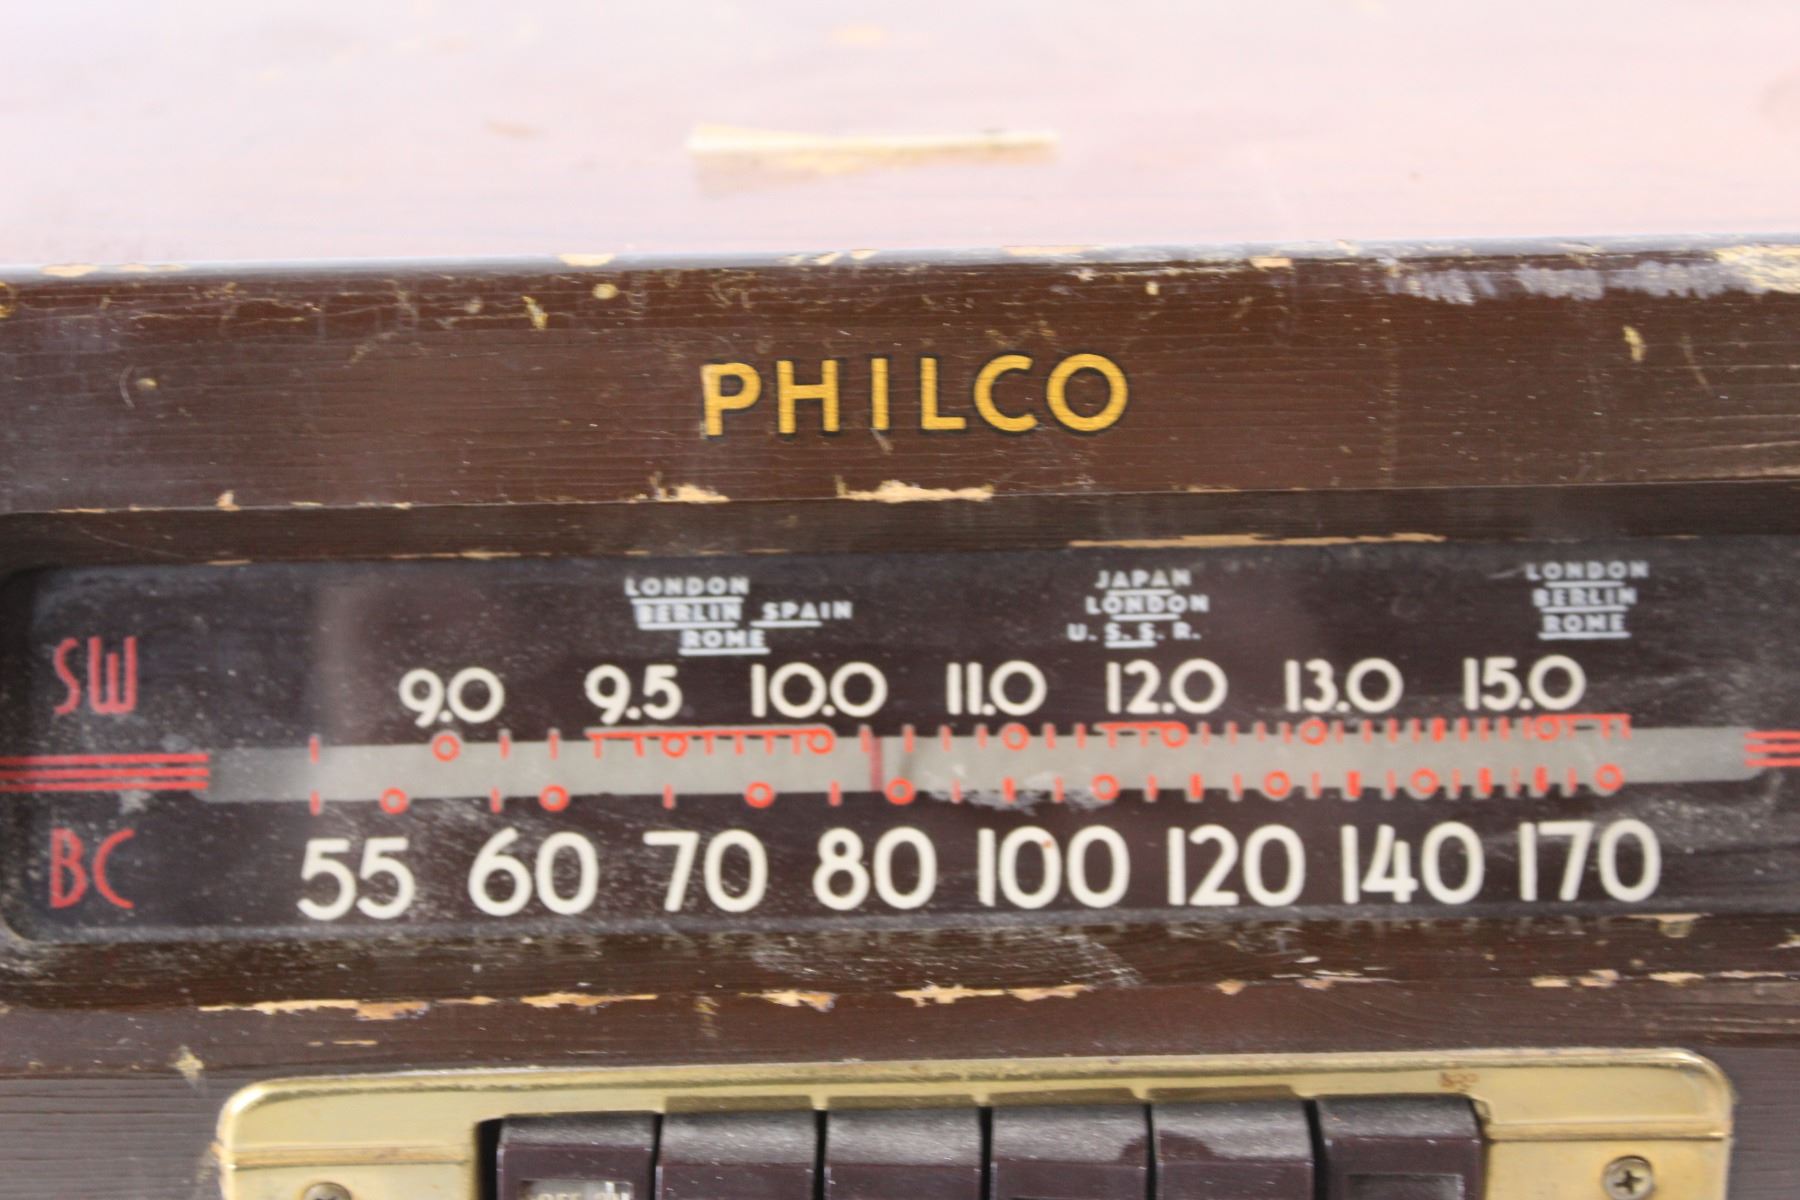 PHILCO
LONDON JAPAN LONDON
BERLIN SPAIN LONDON BERLIN
ROME U.S.S.R. ROME
SW 9.0 9.5 10.0 11.0 12.0 13.0 15.0
BC 55 60 70 80 100 120 140 170